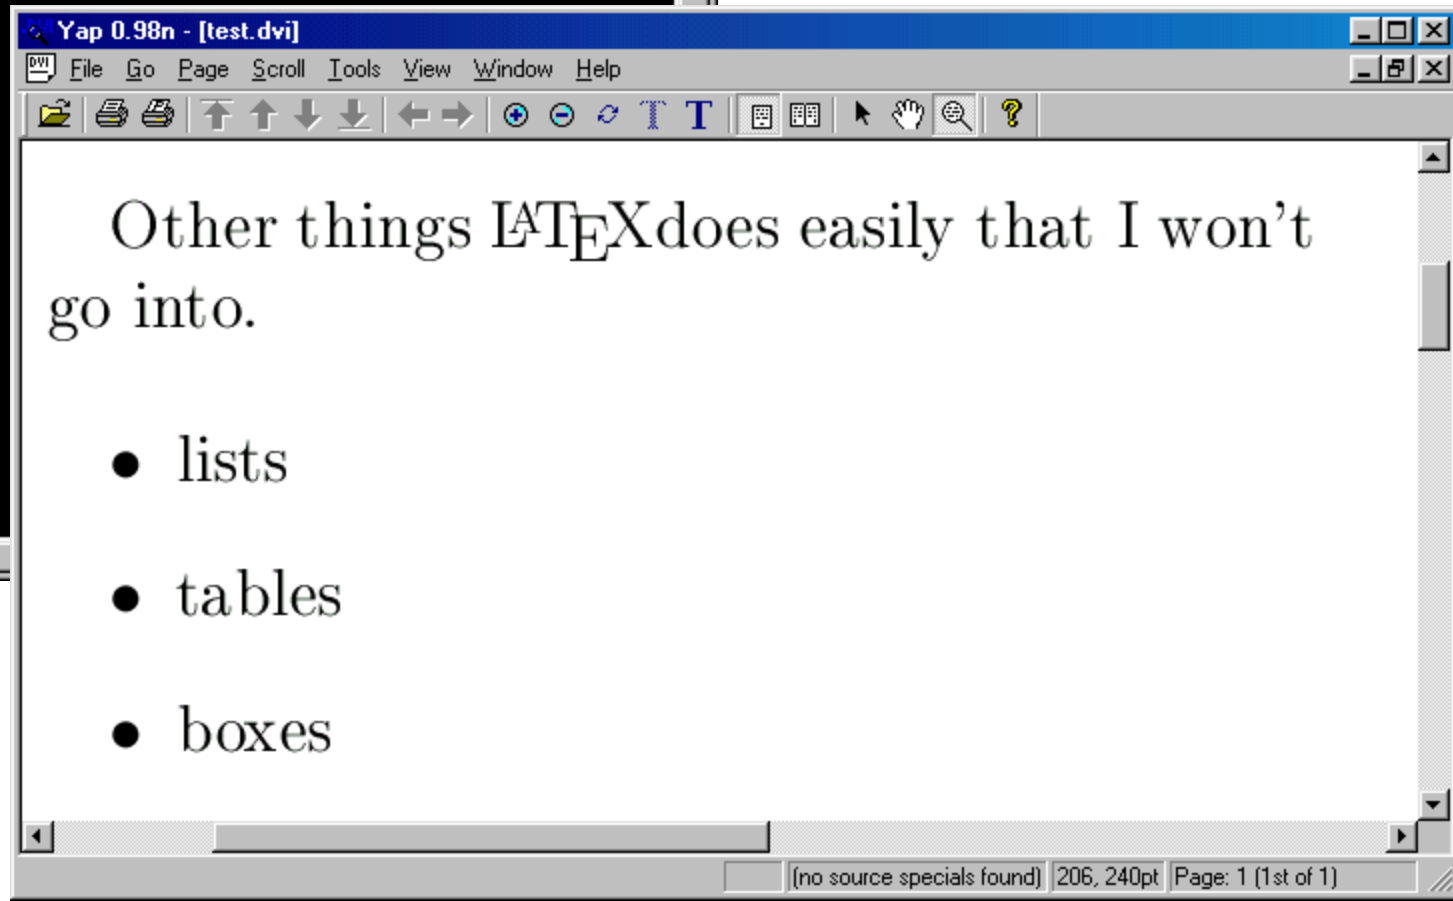 Yap 0.98n - [test.dvi]
File Go Page Scroll Tools View Window Help
Other things LATEXdoes easily that I won't
go into.
• lists
• tables
• boxes
(no source specials found) 206, 240pt Page: 1 (1st of 1)